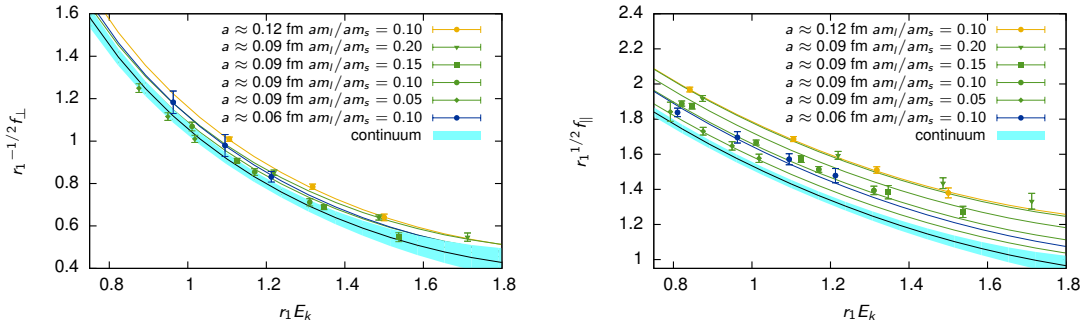 r₁⁻¹/² f⊥
1.6
1.4
1.2
1
0.8
0.6
0.4
0.8 1 1.2 1.4 1.6 1.8
r₁Eₖ
a ≈ 0.12 fm amₗ/amₛ = 0.10
a ≈ 0.09 fm amₗ/amₛ = 0.20
a ≈ 0.09 fm amₗ/amₛ = 0.15
a ≈ 0.09 fm amₗ/amₛ = 0.10
a ≈ 0.09 fm amₗ/amₛ = 0.05
a ≈ 0.06 fm amₗ/amₛ = 0.10
continuum
r₁¹/² f∥
2.4
2.2
2
1.8
1.6
1.4
1.2
1
0.8 1 1.2 1.4 1.6 1.8
r₁Eₖ
a ≈ 0.12 fm amₗ/amₛ = 0.10
a ≈ 0.09 fm amₗ/amₛ = 0.20
a ≈ 0.09 fm amₗ/amₛ = 0.15
a ≈ 0.09 fm amₗ/amₛ = 0.10
a ≈ 0.09 fm amₗ/amₛ = 0.05
a ≈ 0.06 fm amₗ/amₛ = 0.10
continuum